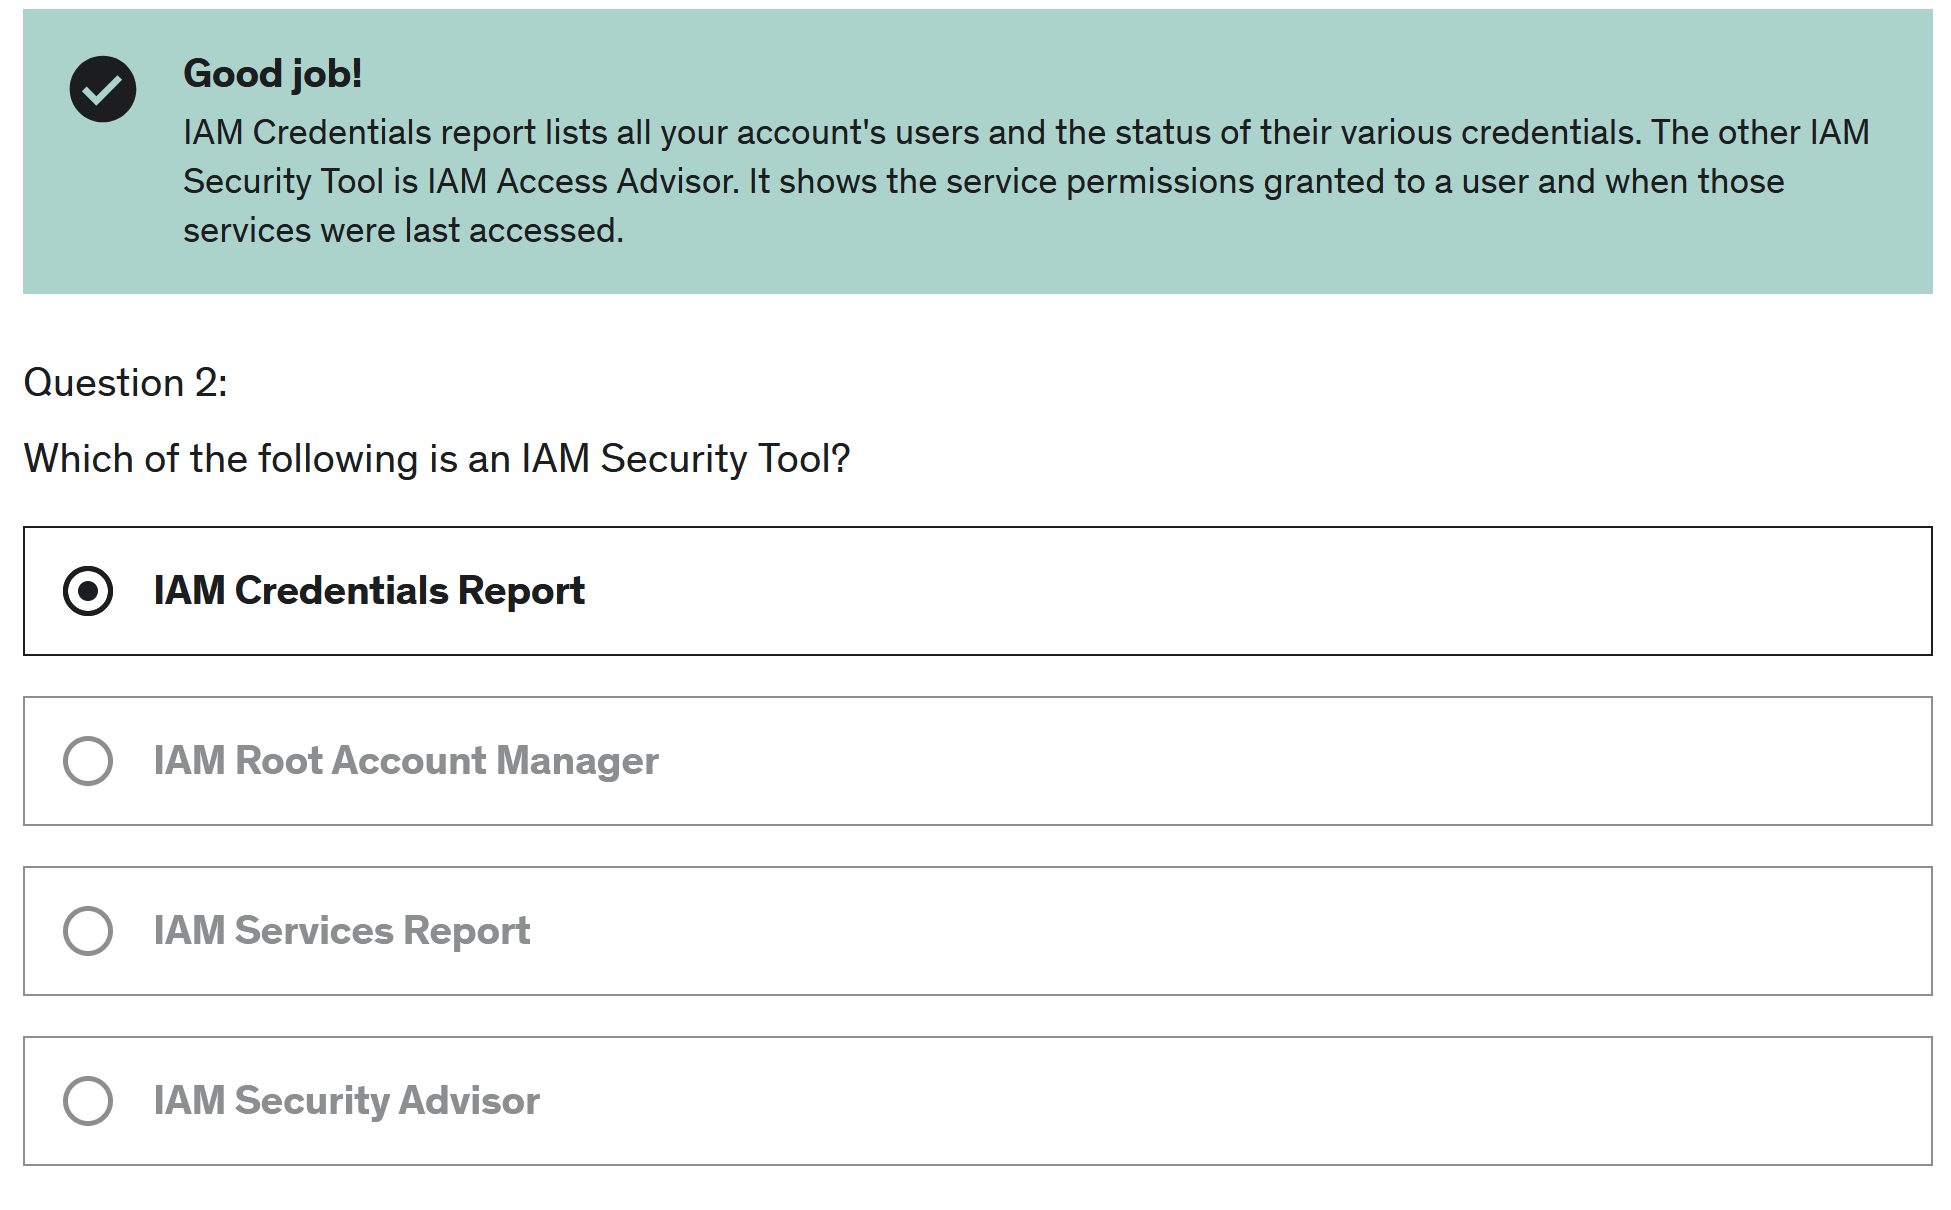 Good job!
IAM Credentials report lists all your account's users and the status of their various credentials. The other IAM
Security Tool is IAM Access Advisor. It shows the service permissions granted to a user and when those
services were last accessed.
Question 2:
Which of the following is an IAM Security Tool?
IAM Credentials Report
IAM Root Account Manager
IAM Services Report
IAM Security Advisor